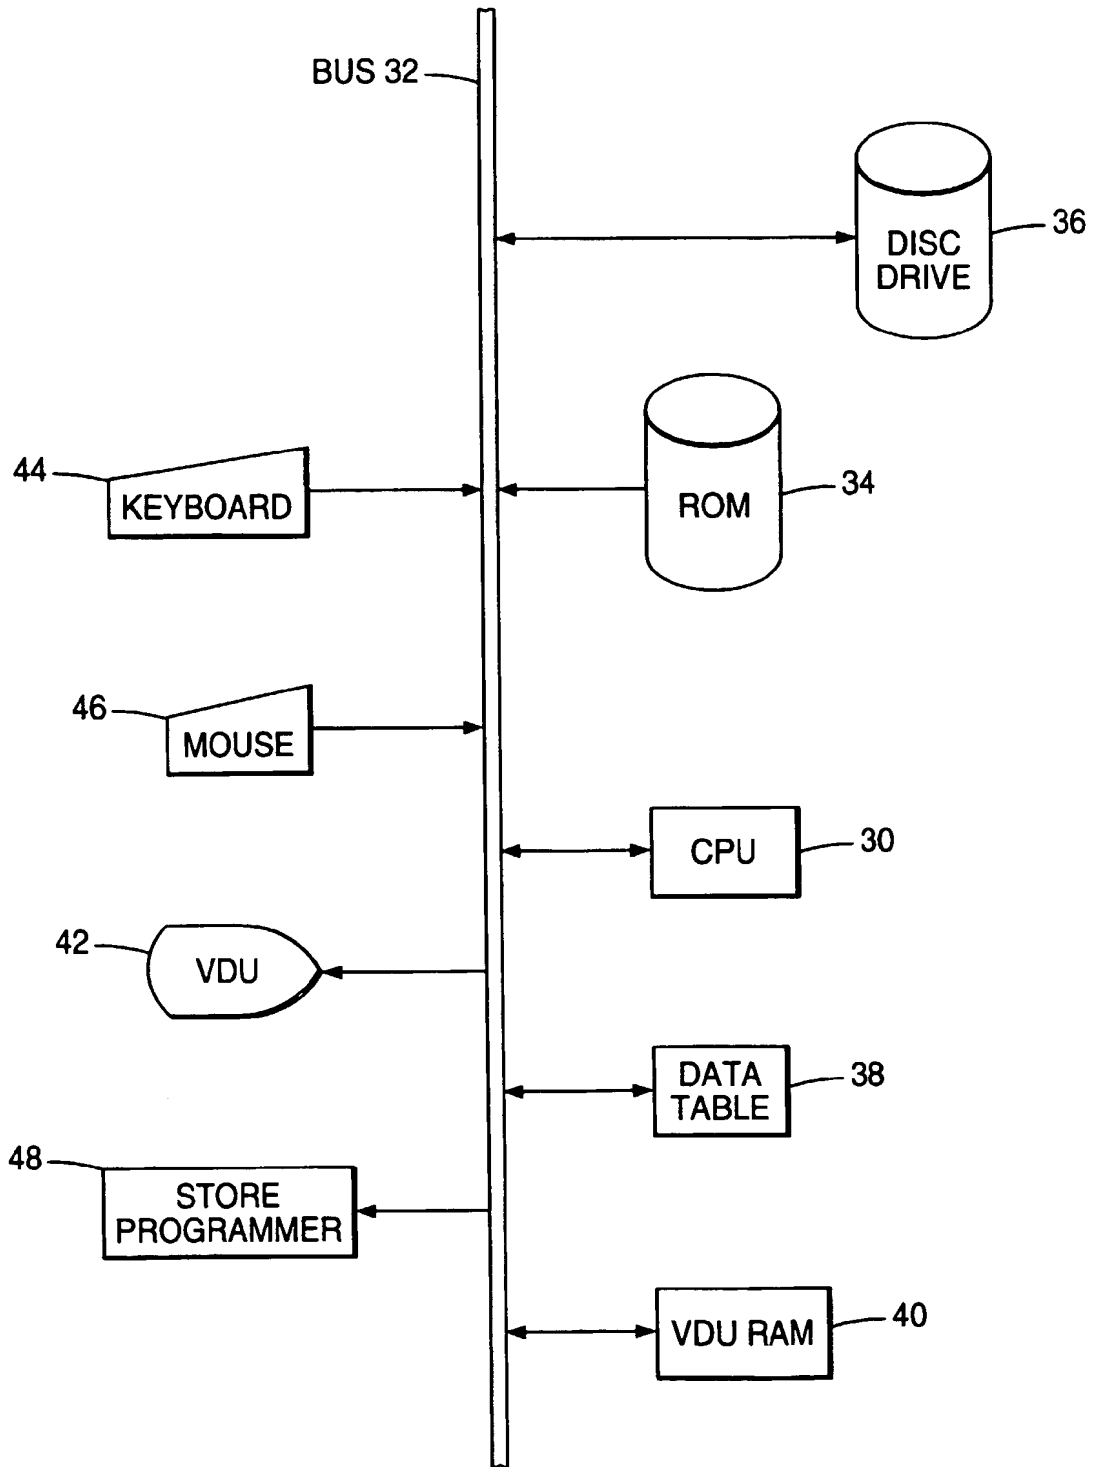 BUS 32
36
DISC
DRIVE
44
KEYBOARD
34
ROM
46
MOUSE
30
CPU
42
VDU
38
DATA
TABLE
48
STORE
PROGRAMMER
40
VDU RAM